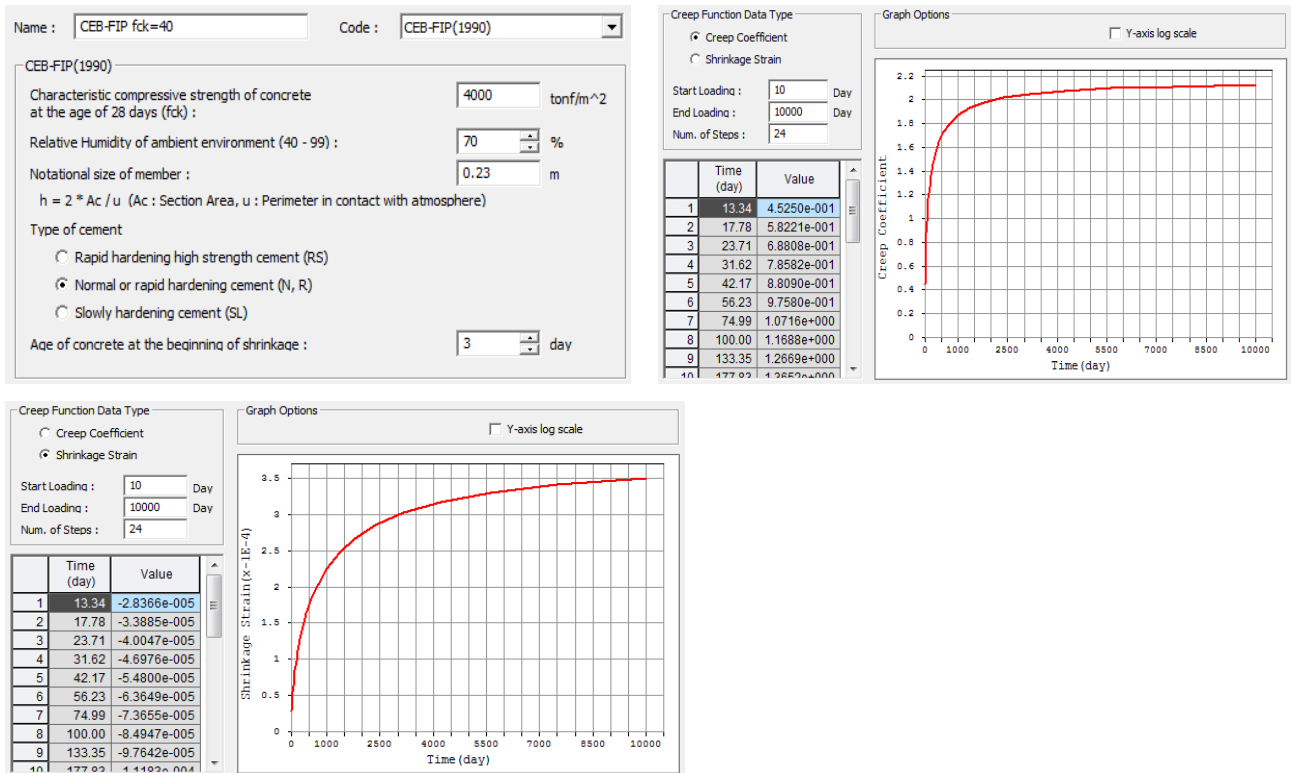 Name : CEB-FIP fck=40 Code : CEB-FIP(1990)
CEB-FIP(1990)
Characteristic compressive strength of concrete
at the age of 28 days (fck) : 4000 tonf/m^2
Relative Humidity of ambient environment (40 - 99) : 70 %
Notational size of member : 0.23 m
h = 2 * Ac / u (Ac : Section Area, u : Perimeter in contact with atmosphere)
Type of cement
Rapid hardening high strength cement (RS)
Normal or rapid hardening cement (N, R)
Slowly hardening cement (SL)
Age of concrete at the beginning of shrinkage : 3 day
Creep Function Data Type
Creep Coefficient
Shrinkage Strain
Start Loading : 10 Day
End Loading : 10000 Day
Num. of Steps : 24
Time (day) Value
1 13.34 4.5250e-001
2 17.78 5.8221e-001
3 23.71 6.8808e-001
4 31.62 7.8582e-001
5 42.17 8.8090e-001
6 56.23 9.7580e-001
7 74.99 1.0716e+000
8 100.00 1.1688e+000
9 133.35 1.2669e+000
10 177.83 1.3652e+000
Graph Options
Y-axis log scale
Creep Coefficient
2.2
2
1.8
1.6
1.4
1.2
1
0.8
0.6
0.4
0.2
0
0 1000 2500 4000 5500 7000 8500 10000
Time(day)
Creep Function Data Type
Creep Coefficient
Shrinkage Strain
Start Loading : 10 Day
End Loading : 10000 Day
Num. of Steps : 24
Time (day) Value
1 13.34 -2.8366e-005
2 17.78 -3.3885e-005
3 23.71 -4.0047e-005
4 31.62 -4.6976e-005
5 42.17 -5.4800e-005
6 56.23 -6.3649e-005
7 74.99 -7.3655e-005
8 100.00 -8.4947e-005
9 133.35 -9.7642e-005
10 177.83 -1.1183e-004
Graph Options
Y-axis log scale
Shrinkage Strain(x-1E-4)
3.5
3
2.5
2
1.5
1
0.5
0
0 1000 2500 4000 5500 7000 8500 10000
Time(day)